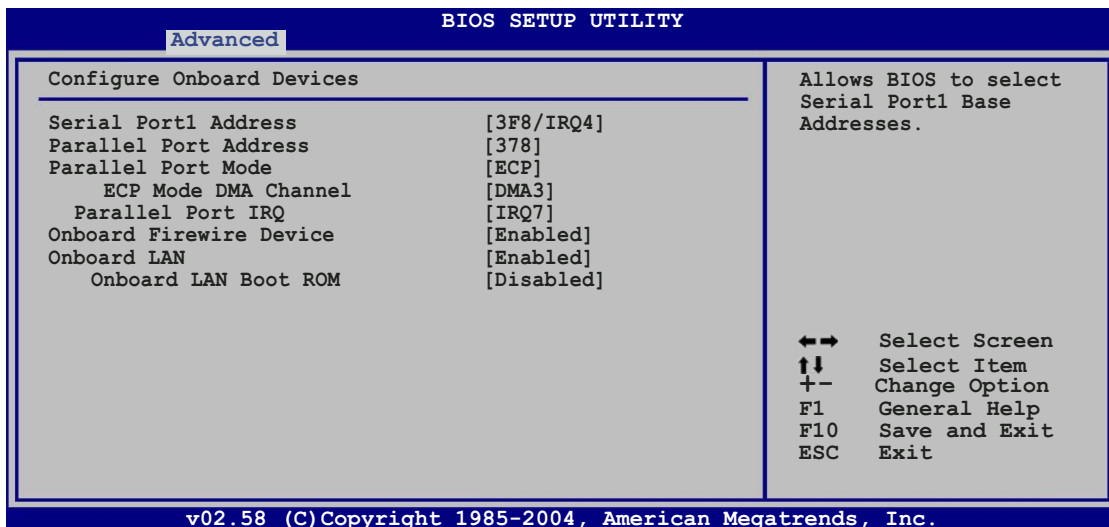 BIOS SETUP UTILITY
Advanced
Configure Onboard Devices
Serial Port1 Address [3F8/IRQ4]
Parallel Port Address [378]
Parallel Port Mode [ECP]
ECP Mode DMA Channel [DMA3]
Parallel Port IRQ [IRQ7]
Onboard Firewire Device [Enabled]
Onboard LAN [Enabled]
Onboard LAN Boot ROM [Disabled]
Allows BIOS to select
Serial Port1 Base
Addresses.
←→ Select Screen
↑↓ Select Item
+- Change Option
F1 General Help
F10 Save and Exit
ESC Exit
v02.58 (C)Copyright 1985-2004, American Megatrends, Inc.